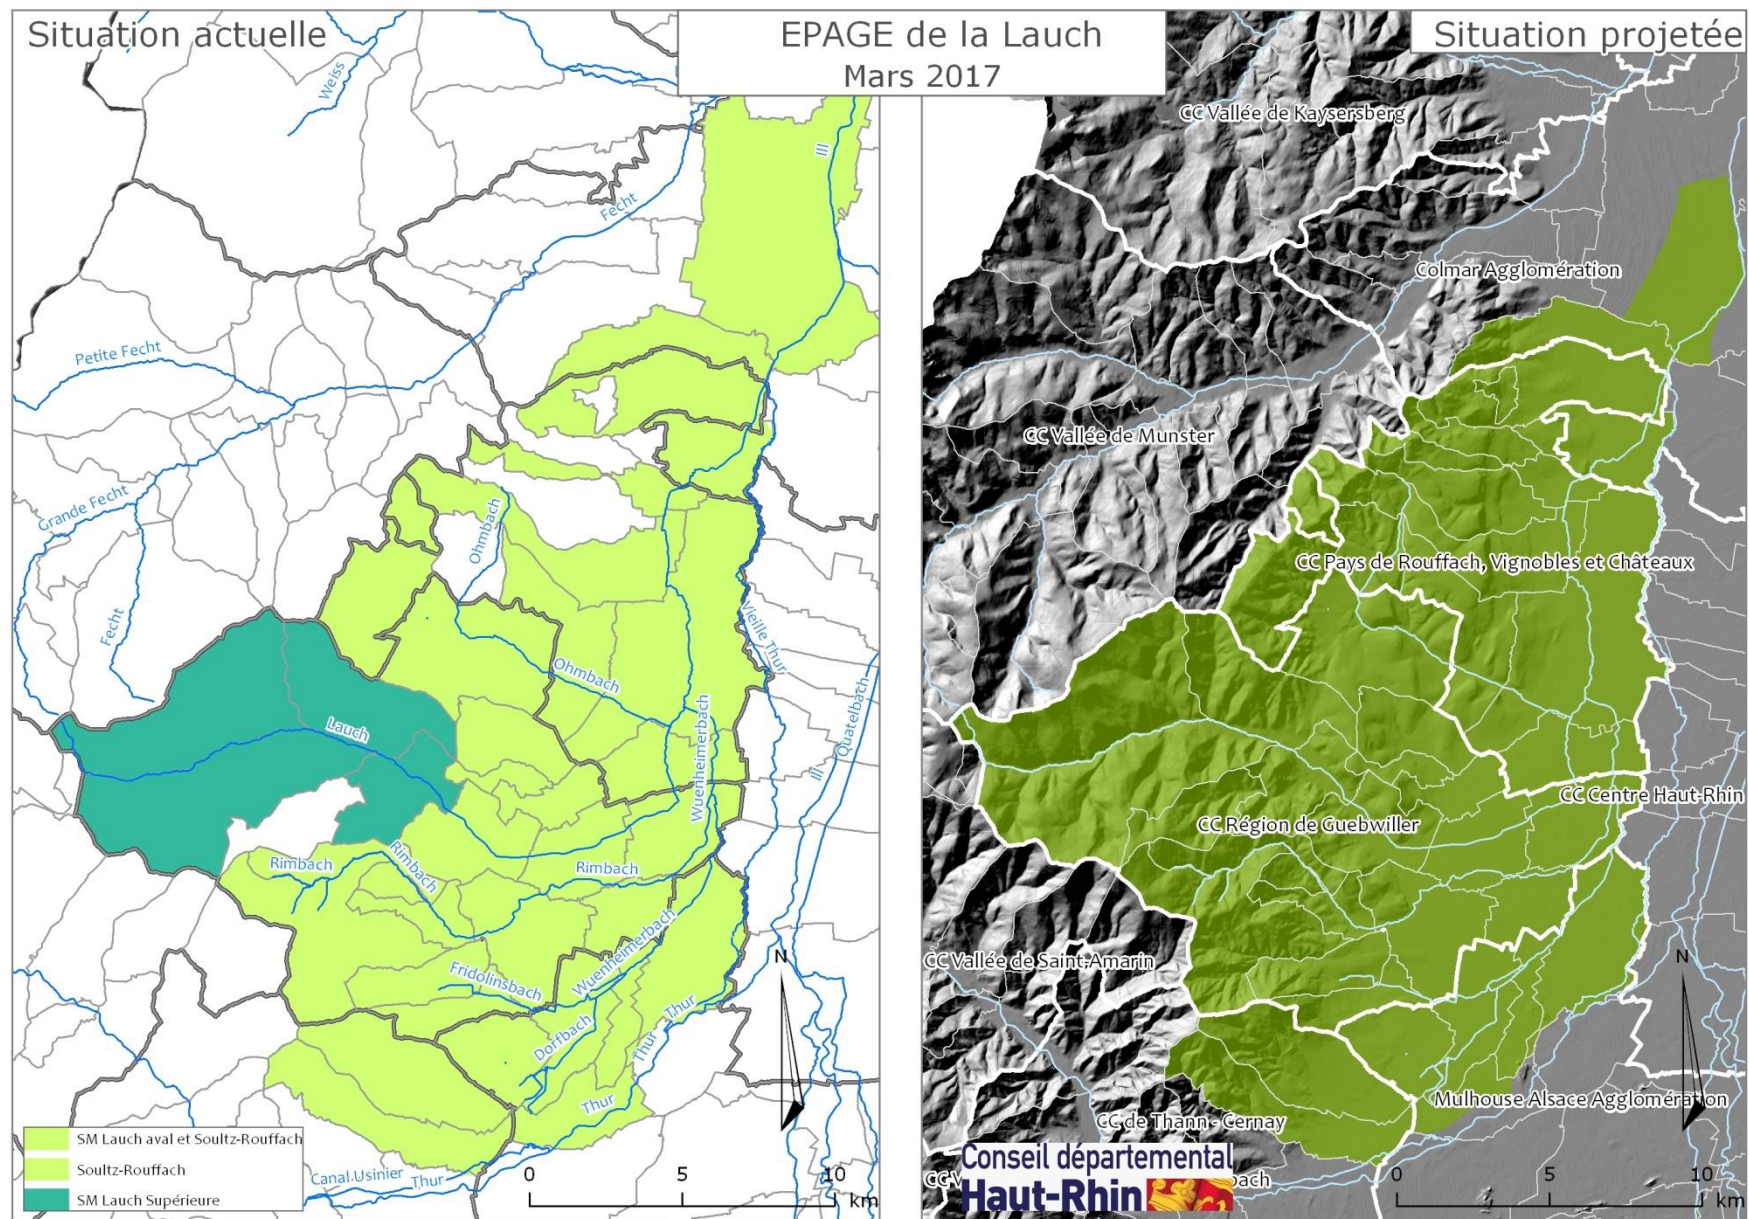 Situation actuelle
EPAGE de la Lauch
Mars 2017
Situation projetée
Weiss
Ill
Fecht
Petite Fecht
Grande Fecht
Fecht
Ohmbach
Ohmbach
Vieille Thur
Lauch
Wuenheimerbach
Ill
Quatelbach
Rimbach
Rimbach
Rimbach
Fridolinsbach
Wuenheimerbach
Dorfbach
Thur
Thur
Thur
Canal Usinier
Thur
N
SM Lauch aval et Soultz-Rouffach
Soultz-Rouffach
SM Lauch Supérieure
0 5 10
km
CC Vallée de Kaysersberg
Colmar Agglomération
CC Vallée de Munster
CC Pays de Rouffach, Vignobles et Châteaux
CC Centre Haut-Rhin
CC Région de Guebwiller
CC Vallée de Saint-Amarin
N
Mulhouse Alsace Agglomération
CC de Thann - Cernay
Conseil départemental
Haut-Rhin
0 5 10
km